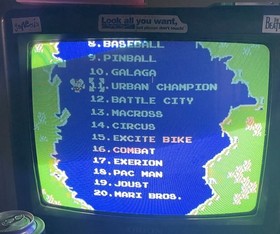 Look all you want,
8.BASEBALL
9.PINBALL
10.GALAGA
11.URBAN CHAMPION
12.BATTLE CITY
13.MACROSS
14.CIRCUS
15.EXCITE BIKE
16.COMBAT
17.EXERION
18.PAC MAN
19.JOUST
20.MARI BROS.